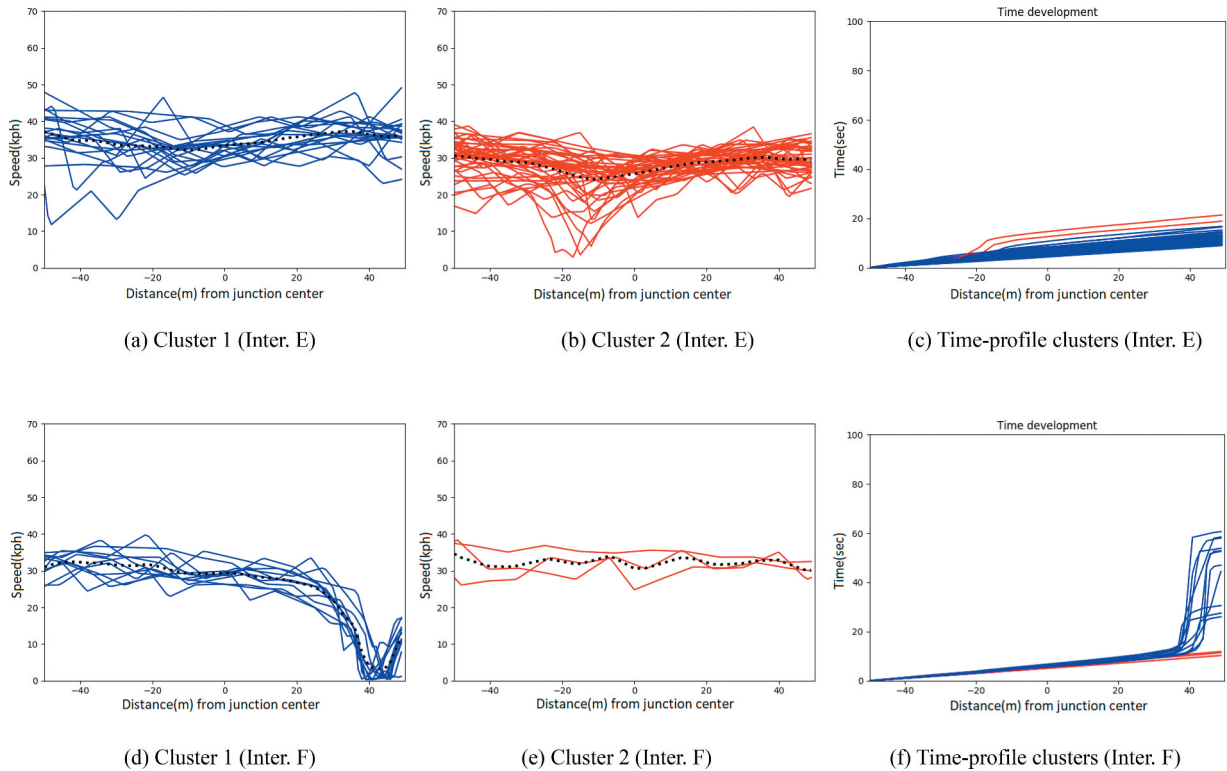 Time development
70
60
50
40
30
20
10
0
Speed(kph)
−40 −20 0 20 40
Distance(m) from junction center
70
60
50
40
30
20
10
0
Speed(kph)
−40 −20 0 20 40
Distance(m) from junction center
100
80
60
40
20
0
Time(sec)
−40 −20 0 20 40
Distance(m) from junction center
(a) Cluster 1 (Inter. E)
(b) Cluster 2 (Inter. E)
(c) Time-profile clusters (Inter. E)
Time development
70
60
50
40
30
20
10
0
Speed(kph)
−40 −20 0 20 40
Distance(m) from junction center
70
60
50
40
30
20
10
0
Speed(kph)
−40 −20 0 20 40
Distance(m) from junction center
100
80
60
40
20
0
Time(sec)
−40 −20 0 20 40
Distance(m) from junction center
(d) Cluster 1 (Inter. F)
(e) Cluster 2 (Inter. F)
(f) Time-profile clusters (Inter. F)